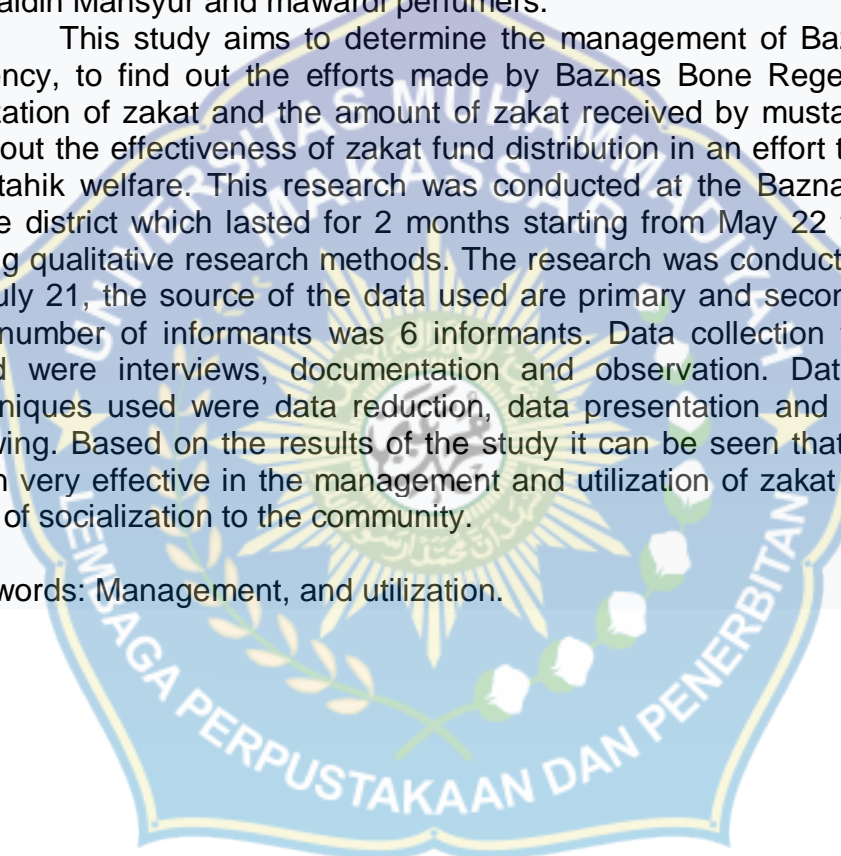 aldin Mansyur and mawardi perfumers.
This study aims to determine the management of Baz
ency, to find out the efforts made by Baznas Bone Rege
zation of zakat and the amount of zakat received by musta
out the effectiveness of zakat fund distribution in an effort t
tahik welfare. This research was conducted at the Bazna
e district which lasted for 2 months starting from May 22
g qualitative research methods. The research was conduct
uly 21, the source of the data used are primary and secon
number of informants was 6 informants. Data collection
d were interviews, documentation and observation. Dat
niques used were data reduction, data presentation and
wing. Based on the results of the study it can be seen that
n very effective in the management and utilization of zakat
of socialization to the community.
words: Management, and utilization.
UNIVERSITAS MUHAMMADIYAH
MAKASSAR
LEMBAGA PERPUSTAKAAN DAN PENERBITAN